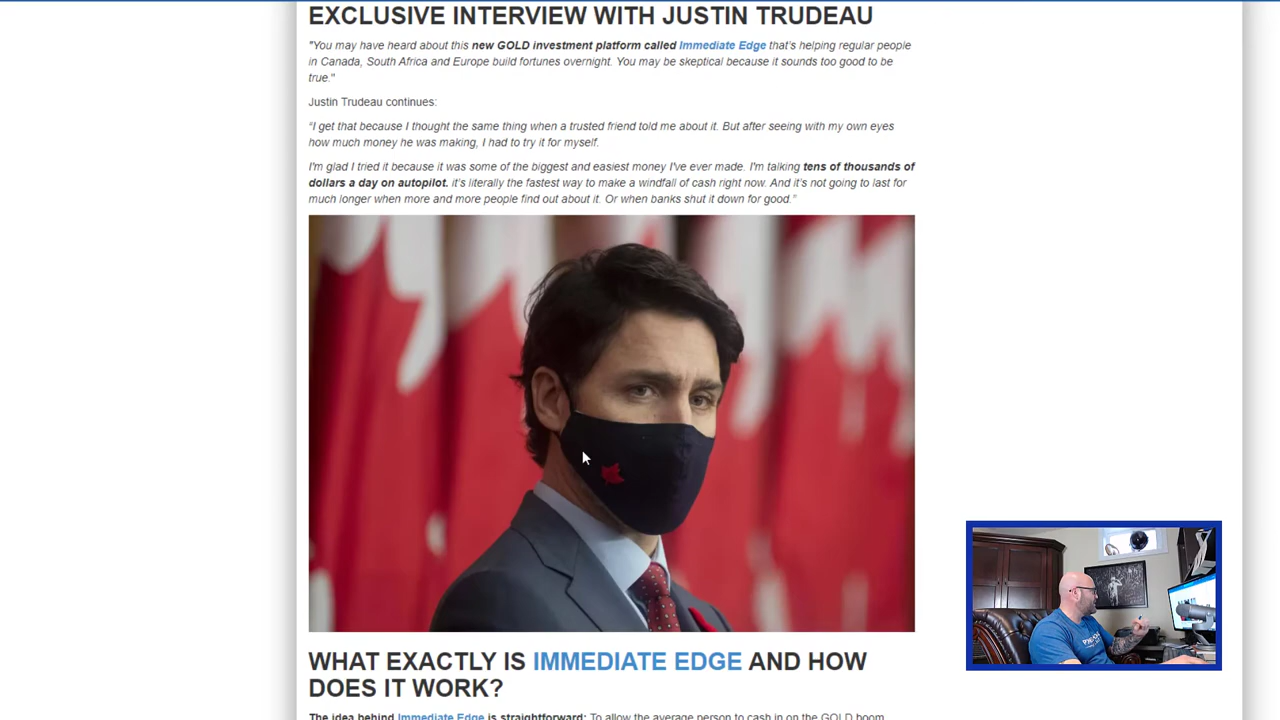 EXCLUSIVE INTERVIEW WITH JUSTIN TRUDEAU
"You may have heard about this new GOLD investment platform called Immediate Edge that's helping regular people
in Canada, South Africa and Europe build fortunes overnight. You may be skeptical because it sounds too good to be
true."
Justin Trudeau continues:
“I get that because I thought the same thing when a trusted friend told me about it. But after seeing with my own eyes
how much money he was making, I had to try it for myself.
I'm glad I tried it because it was some of the biggest and easiest money I've ever made. I'm talking tens of thousands of
dollars a day on autopilot. it's literally the fastest way to make a windfall of cash right now. And it's not going to last for
much longer when more and more people find out about it. Or when banks shut it down for good.”
WHAT EXACTLY IS IMMEDIATE EDGE AND HOW
DOES IT WORK?
The idea behind Immediate Edge is straightforward: To allow the average person to cash in on the GOLD boom